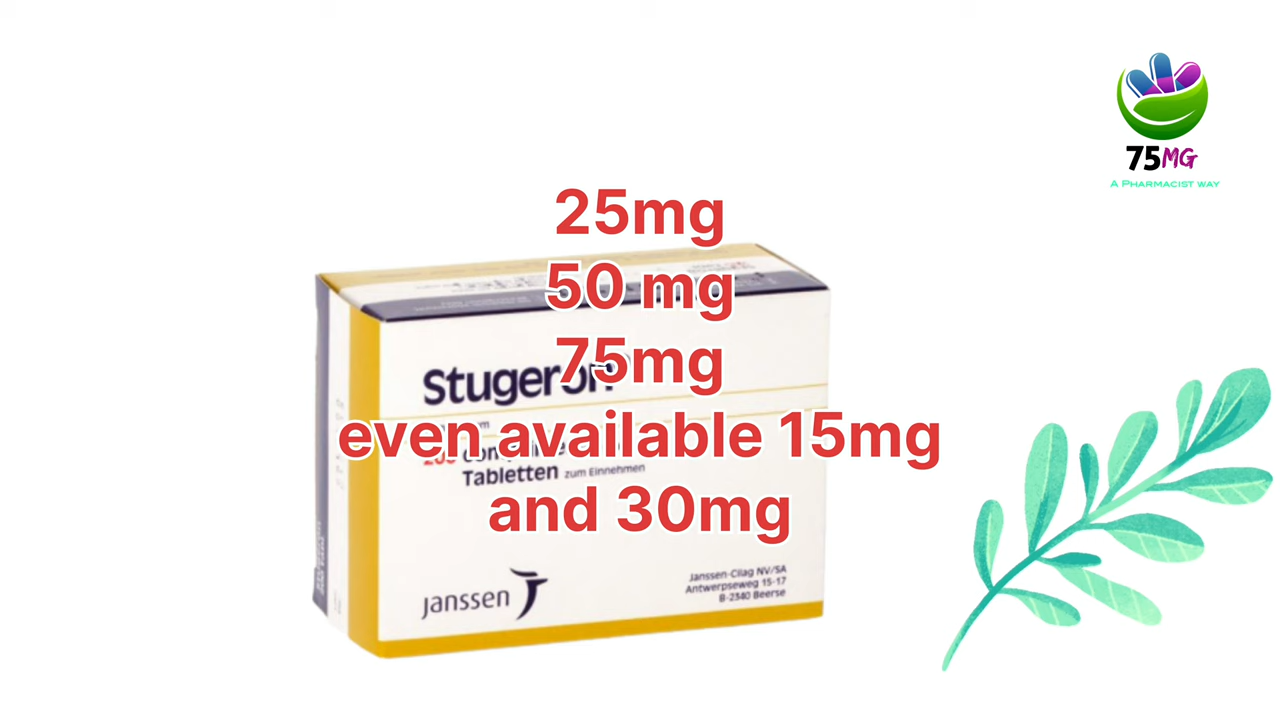 75MG
A PHARMACIST WAY
25mg
50 mg
75mg
even available 15mg
and 30mg
Stugeron
Tabletten zum Einnehmen
Janssen
Janssen-Cilag NV/SA
Antwerpseweg 15-17
B-2340 Beerse